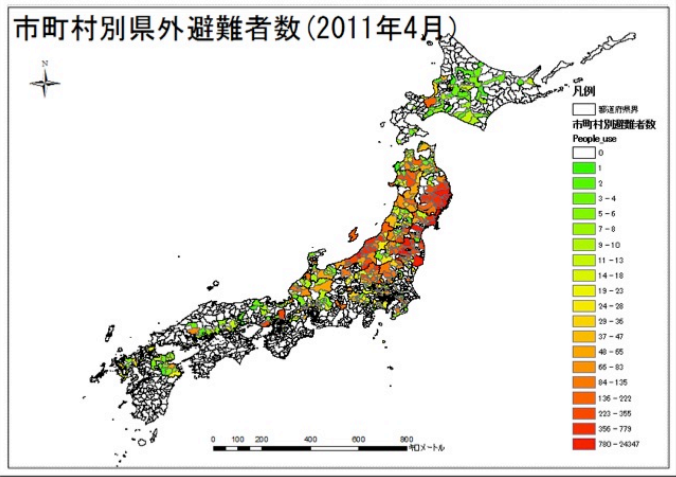 市町村別県外避難者数(2011年4月)
N
凡例
都道府県界
市町村別避難者数
People_use
0
1
2
3 - 4
5 - 6
7 - 8
9 - 10
11 - 13
14 - 18
19 - 23
24 - 28
29 - 36
37 - 47
48 - 65
66 - 83
84 - 135
136 - 222
223 - 355
356 - 779
780 - 24347
0 100 200 400 600 800
キロメートル